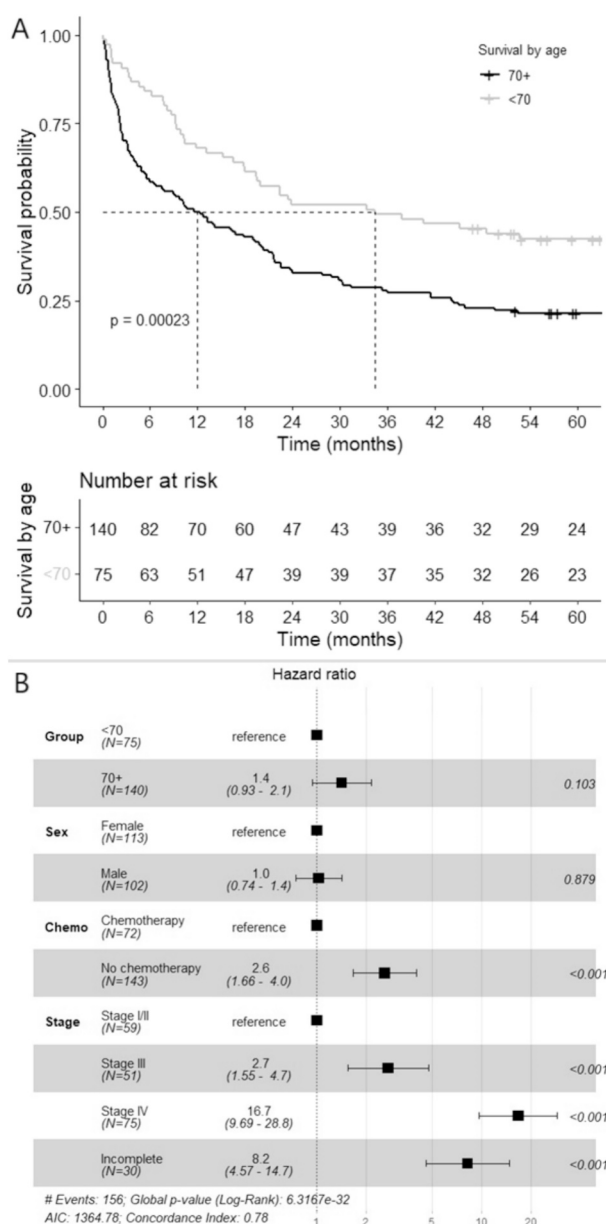 A
Survival by age
70+
<70
Survival probability
1.00
0.75
0.50
0.25
0.00
p = 0.00023
0 6 12 18 24 30 36 42 48 54 60
Time (months)
Number at risk
Survival by age
70+ 140 82 70 60 47 43 39 36 32 29 24
<70 75 63 51 47 39 39 37 35 32 26 23
0 6 12 18 24 30 36 42 48 54 60
Time (months)
B
Hazard ratio
Group <70 (N=75) reference
70+ (N=140) 1.4 (0.93 - 2.1) 0.103
Sex Female (N=113) reference
Male (N=102) 1.0 (0.74 - 1.4) 0.879
Chemo Chemotherapy (N=72) reference
No chemotherapy (N=143) 2.6 (1.66 - 4.0) <0.001
Stage Stage I/II (N=59) reference
Stage III (N=51) 2.7 (1.55 - 4.7) <0.001
Stage IV (N=75) 16.7 (9.69 - 28.8) <0.001
Incomplete (N=30) 8.2 (4.57 - 14.7) <0.001
# Events: 156; Global p-value (Log-Rank): 6.3167e-32
AIC: 1364.78; Concordance Index: 0.78
1 2 5 10 20